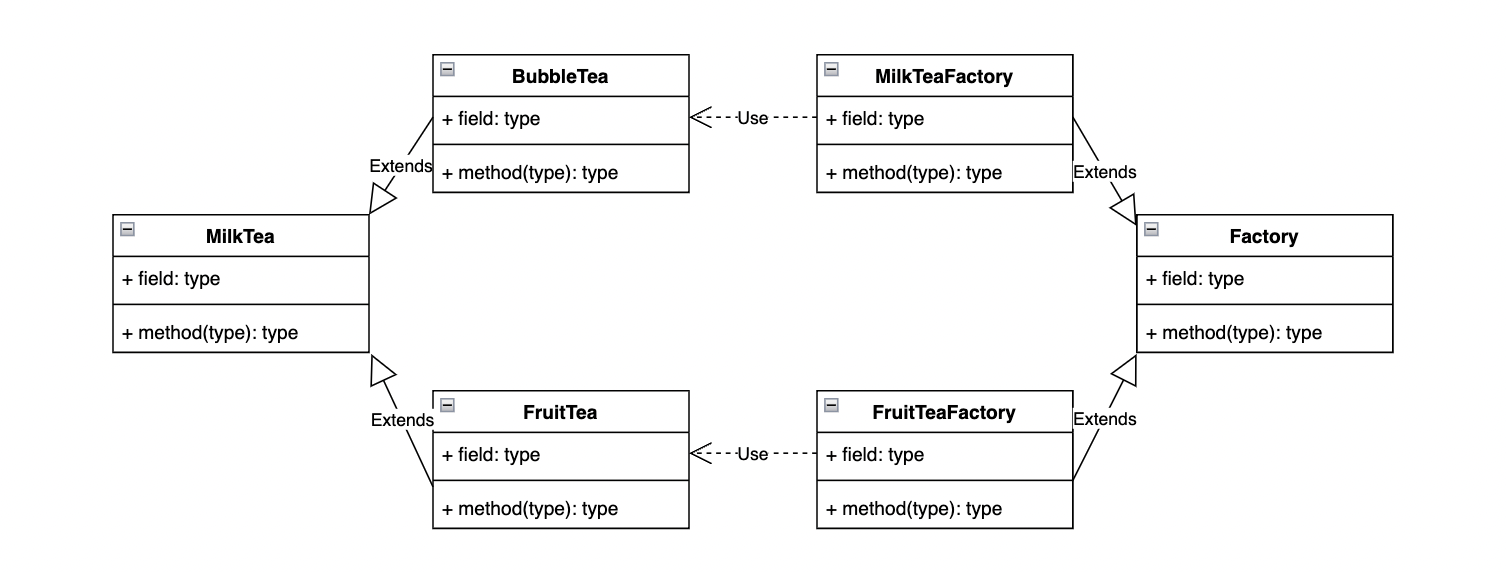 BubbleTea
+ field: type
+ method(type): type
MilkTeaFactory
+ field: type
+ method(type): type
Use
Extends
Extends
MilkTea
+ field: type
+ method(type): type
Factory
+ field: type
+ method(type): type
Extends
Extends
FruitTea
+ field: type
+ method(type): type
FruitTeaFactory
+ field: type
+ method(type): type
Use